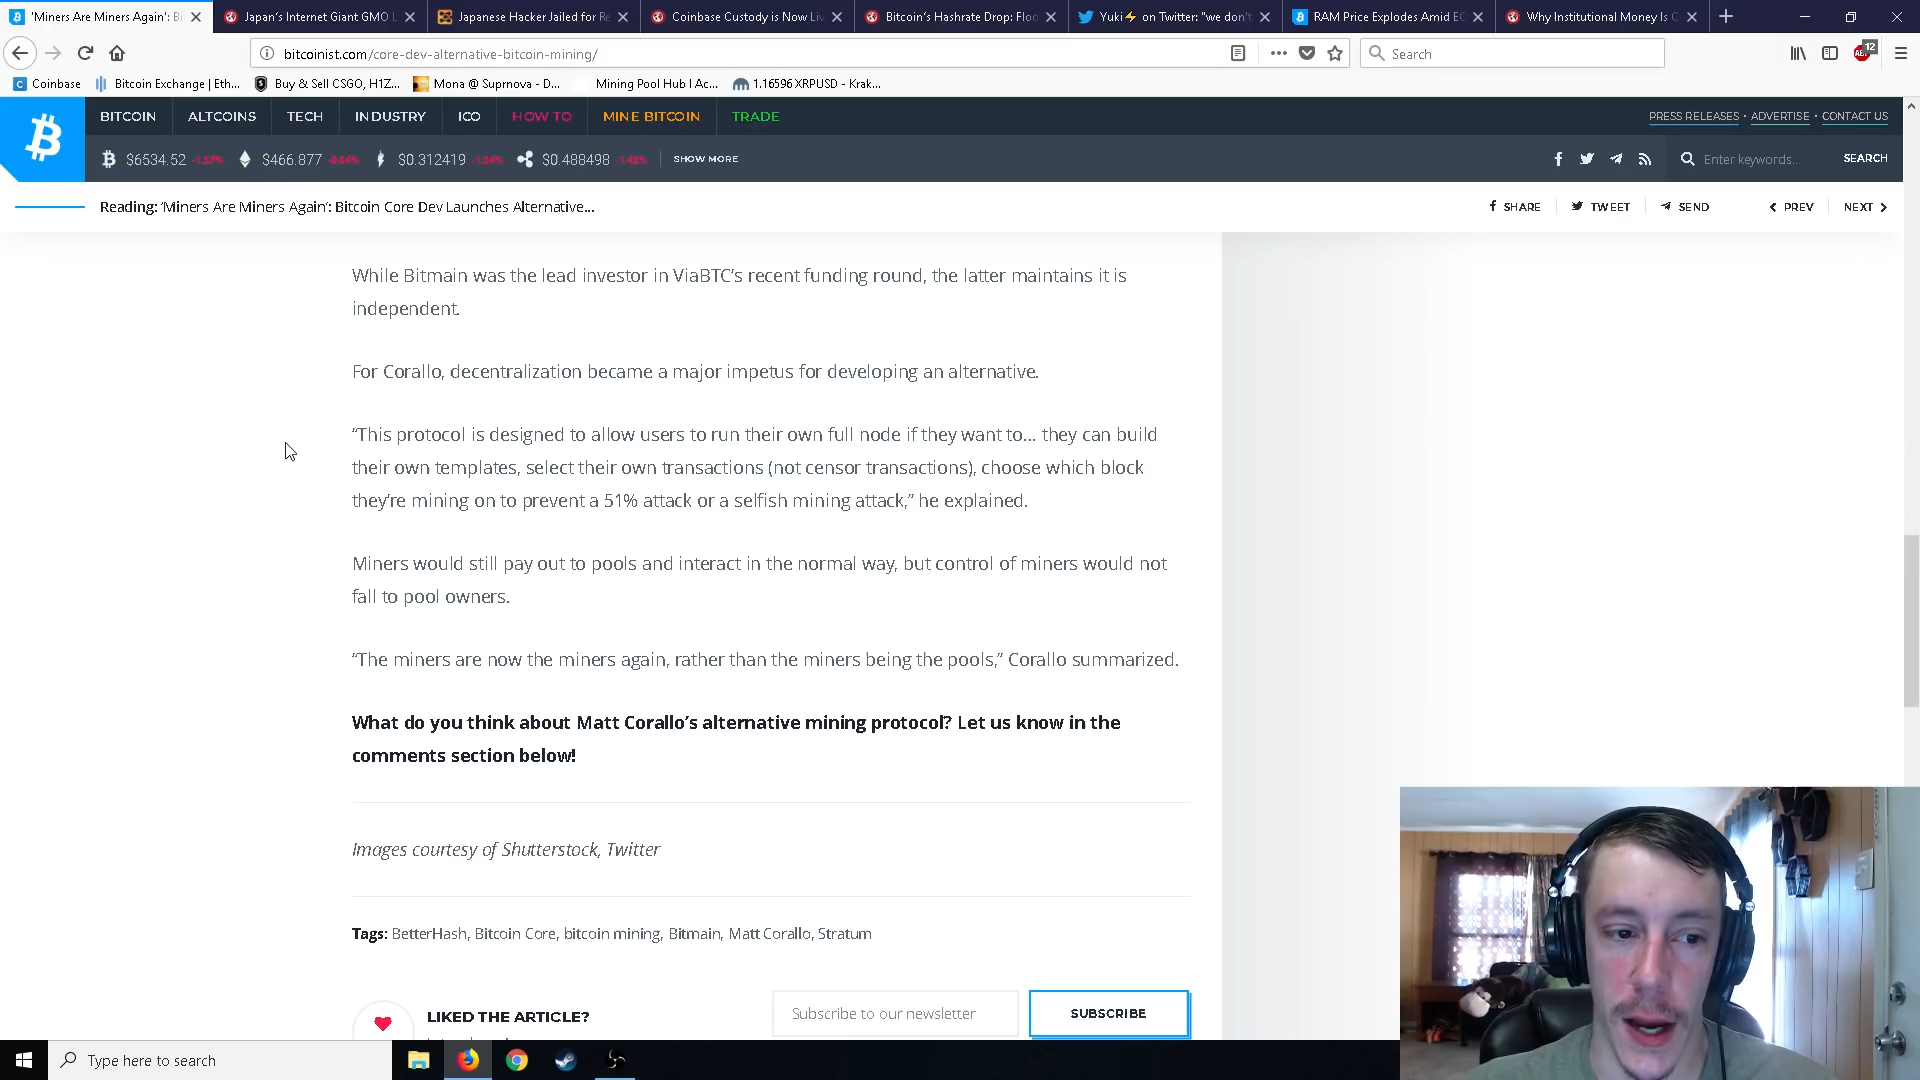 'Miners Are Miners Again': Bi
Japan's Internet Giant GMO L
Japanese Hacker Jailed for Re
Coinbase Custody is Now Liv
Bitcoin's Hashrate Drop: Floo
Yuki⚡ on Twitter: "we don't
RAM Price Explodes Amid EO
Why Institutional Money Is C
bitcoinist.com/core-dev-alternative-bitcoin-mining/
Search
12
Coinbase
Bitcoin Exchange | Eth...
Buy & Sell CSGO, H1Z...
Mona @ Suprnova - D...
Mining Pool Hub | Ac...
1.16596 XRPUSD - Krak...
BITCOIN
ALTCOINS
TECH
INDUSTRY
ICO
HOW TO
MINE BITCOIN
TRADE
PRESS RELEASES • ADVERTISE • CONTACT US
$6534.52 -1.57%
$466.877
$0.312419
$0.488498
SHOW MORE
Enter keywords...
SEARCH
Reading: 'Miners Are Miners Again': Bitcoin Core Dev Launches Alternative...
SHARE
TWEET
SEND
PREV
NEXT
While Bitmain was the lead investor in ViaBTC's recent funding round, the latter maintains it is
independent.
For Corallo, decentralization became a major impetus for developing an alternative.
"This protocol is designed to allow users to run their own full node if they want to... they can build
their own templates, select their own transactions (not censor transactions), choose which block
they're mining on to prevent a 51% attack or a selfish mining attack," he explained.
Miners would still pay out to pools and interact in the normal way, but control of miners would not
fall to pool owners.
"The miners are now the miners again, rather than the miners being the pools," Corallo summarized.
What do you think about Matt Corallo's alternative mining protocol? Let us know in the
comments section below!
Images courtesy of Shutterstock, Twitter
Tags: BetterHash, Bitcoin Core, bitcoin mining, Bitmain, Matt Corallo, Stratum
LIKED THE ARTICLE?
Subscribe to our newsletter
SUBSCRIBE
Type here to search